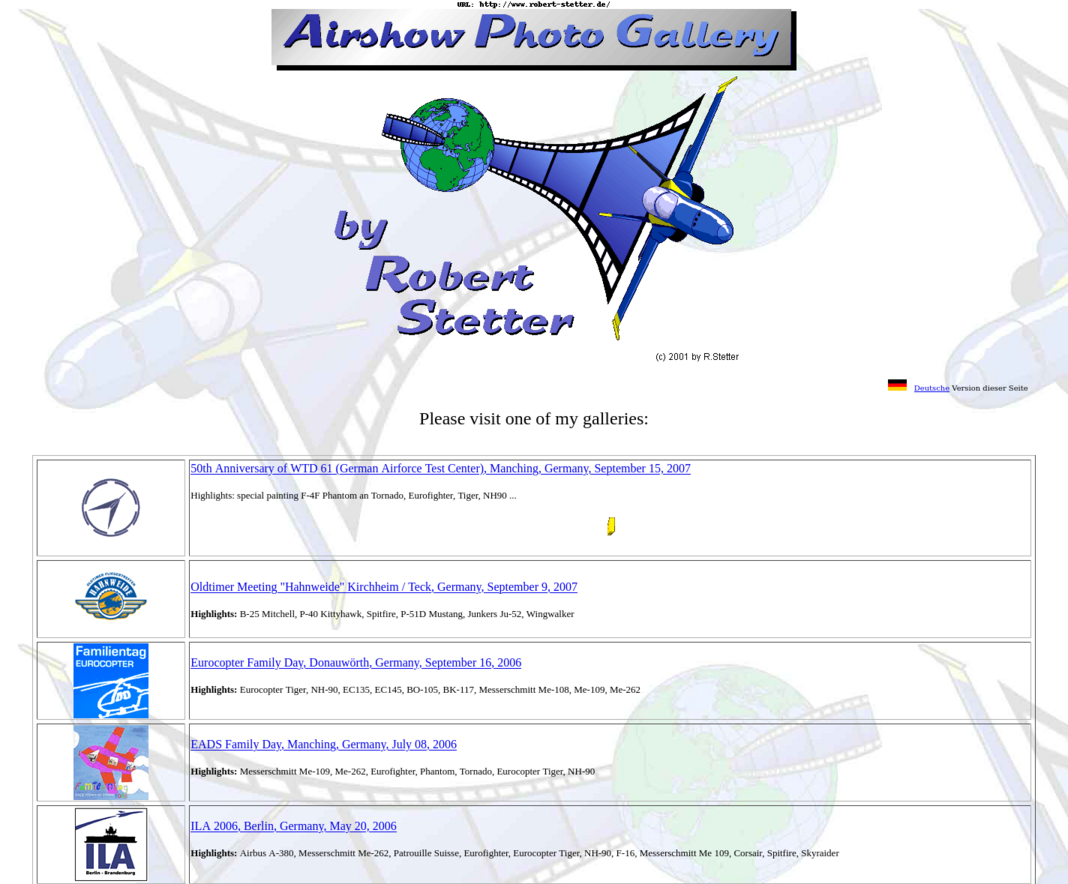 URL: http://www.robert-stetter.de/
Airshow Photo Gallery
by
Robert
Stetter
(c) 2001 by R.Stetter
Deutsche Version dieser Seite
Please visit one of my galleries:
50th Anniversary of WTD 61 (German Airforce Test Center), Manching, Germany, September 15, 2007
Highlights: special painting F-4F Phantom an Tornado, Eurofighter, Tiger, NH90 ...
HAHNWEIDE
Oldtimer Meeting "Hahnweide" Kirchheim / Teck, Germany, September 9, 2007
Highlights: B-25 Mitchell, P-40 Kittyhawk, Spitfire, P-51D Mustang, Junkers Ju-52, Wingwalker
Familientag
EUROCOPTER
Eurocopter Family Day, Donauwörth, Germany, September 16, 2006
Highlights: Eurocopter Tiger, NH-90, EC135, EC145, BO-105, BK-117, Messerschmitt Me-108, Me-109, Me-262
EADS Family Day, Manching, Germany, July 08, 2006
Highlights: Messerschmitt Me-109, Me-262, Eurofighter, Phantom, Tornado, Eurocopter Tiger, NH-90
ILA
Berlin - Brandenburg
ILA 2006, Berlin, Germany, May 20, 2006
Highlights: Airbus A-380, Messerschmitt Me-262, Patrouille Suisse, Eurofighter, Eurocopter Tiger, NH-90, F-16, Messerschmitt Me 109, Corsair, Spitfire, Skyraider